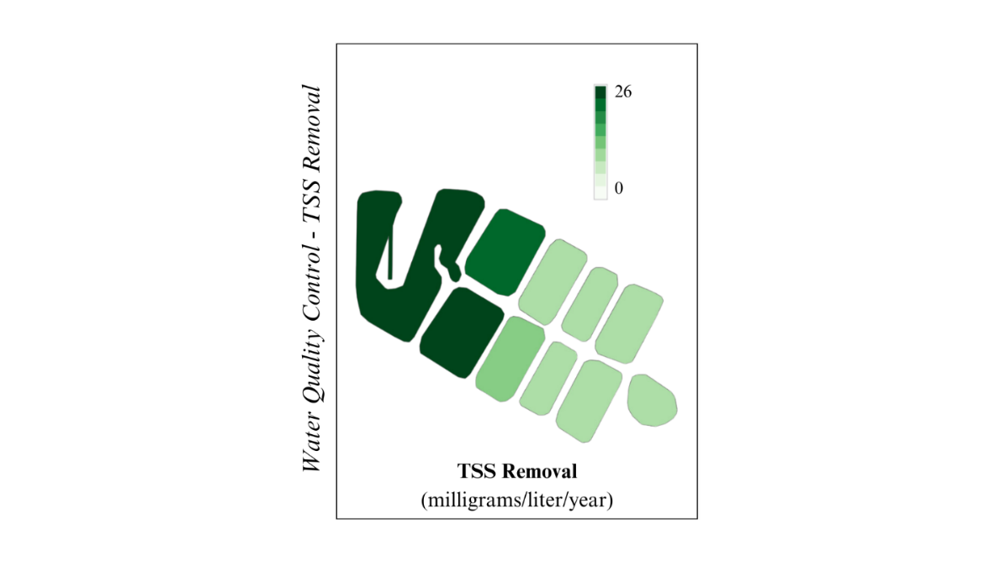 Water Quality Control - TSS Removal
26
0
TSS Removal
(milligrams/liter/year)